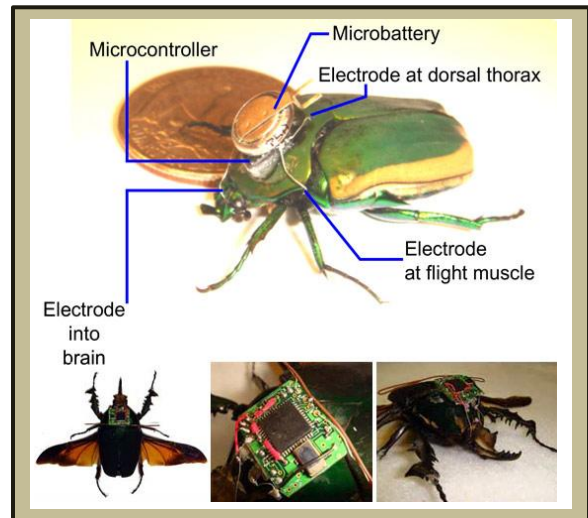 Microbattery
Microcontroller
Electrode at dorsal thorax
Electrode
at flight muscle
Electrode
into
brain